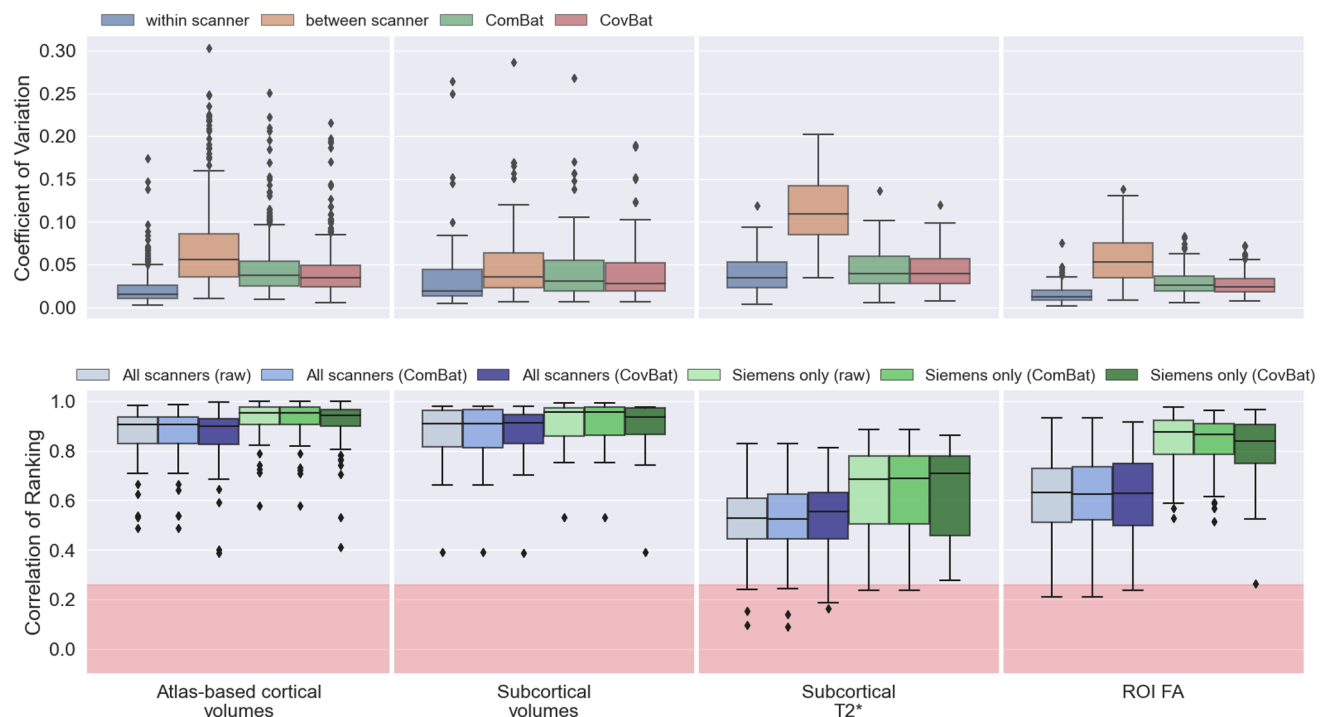 within scanner between scanner ComBat CovBat
Coefficient of Variation
0.30
0.25
0.20
0.15
0.10
0.05
0.00
All scanners (raw) All scanners (ComBat) All scanners (CovBat) Siemens only (raw) Siemens only (ComBat) Siemens only (CovBat)
Correlation of Ranking
1.0
0.8
0.6
0.4
0.2
0.0
Atlas-based cortical
volumes
Subcortical
volumes
Subcortical
T2*
ROI FA